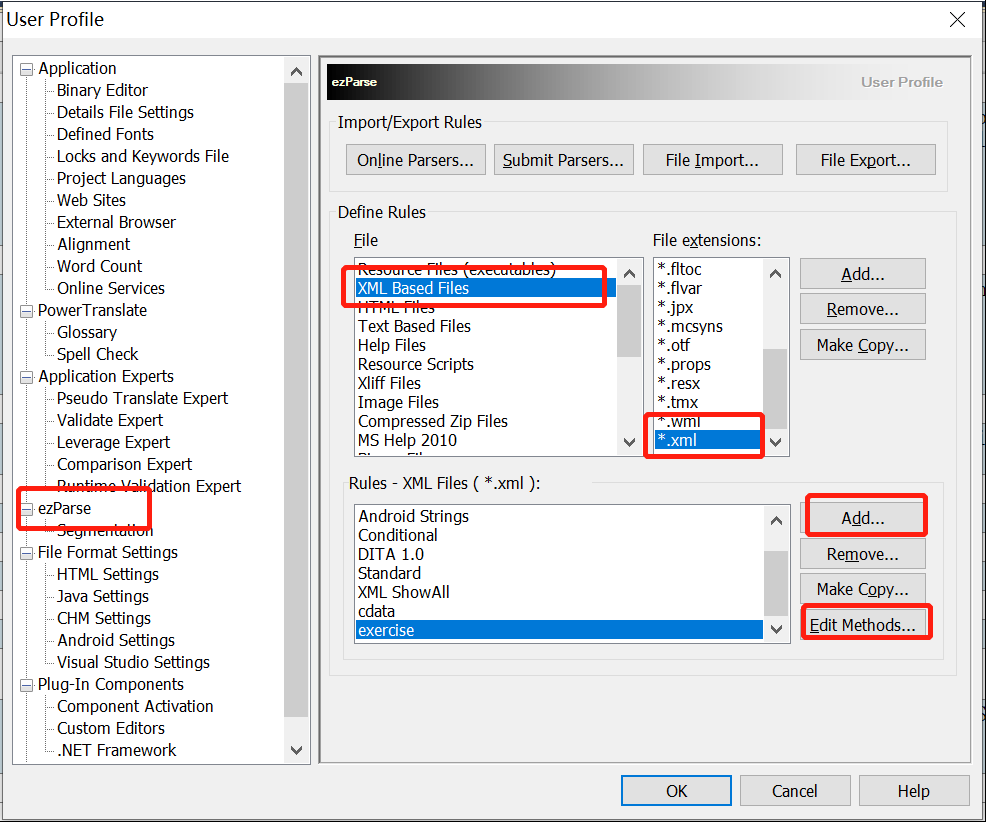 User Profile
Application
Binary Editor
Details File Settings
Defined Fonts
Locks and Keywords File
Project Languages
Web Sites
External Browser
Alignment
Word Count
Online Services
PowerTranslate
Glossary
Spell Check
Application Experts
Pseudo Translate Expert
Validate Expert
Leverage Expert
Comparison Expert
Runtime Validation Expert
ezParse
Segmentation
File Format Settings
HTML Settings
Java Settings
CHM Settings
Android Settings
Visual Studio Settings
Plug-In Components
Component Activation
Custom Editors
.NET Framework
ezParse
User Profile
Import/Export Rules
Online Parsers...
Submit Parsers...
File Import...
File Export...
Define Rules
File
Resource Files (executables)
XML Based Files
HTML Files
Text Based Files
Help Files
Resource Scripts
Xliff Files
Image Files
Compressed Zip Files
MS Help 2010
File extensions:
*.fltoc
*.flvar
*.jpx
*.mcsyns
*.otf
*.props
*.resx
*.tmx
*.wml
*.xml
Add...
Remove...
Make Copy...
Rules - XML Files ( *.xml ):
Android Strings
Conditional
DITA 1.0
Standard
XML ShowAll
cdata
exercise
Add...
Remove...
Make Copy...
Edit Methods...
OK
Cancel
Help